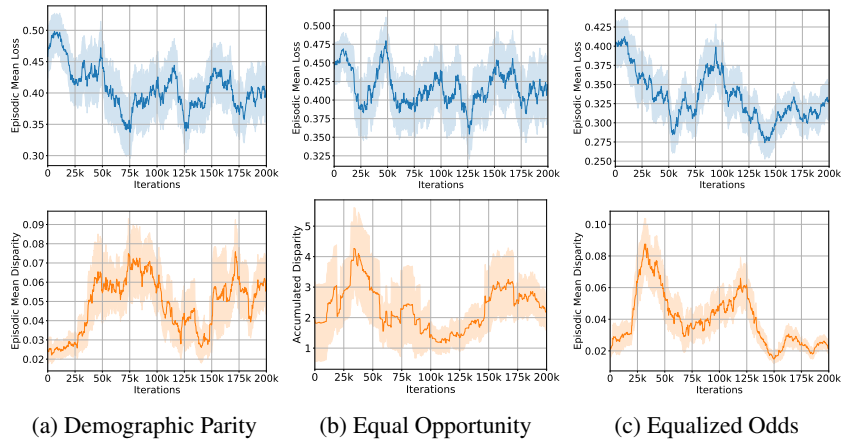 0.50
0.45
0.40
0.35
0.30
Episodic Mean Loss
0 25k 50k 75k 100k 125k 150k 175k 200k
Iterations
0.500
0.475
0.450
0.425
0.400
0.375
0.350
0.325
Episodic Mean Loss
0 25k 50k 75k 100k 125k 150k 175k 200k
Iterations
0.425
0.400
0.375
0.350
0.325
0.300
0.275
0.250
Episodic Mean Loss
0 25k 50k 75k 100k 125k 150k 175k 200k
Iterations
0.09
0.08
0.07
0.06
0.05
0.04
0.03
0.02
Episodic Mean Disparity
0 25k 50k 75k 100k 125k 150k 175k 200k
Iterations
5
4
3
2
1
Accumulated Disparity
0 25k 50k 75k 100k 125k 150k 175k 200k
Iterations
0.10
0.08
0.06
0.04
0.02
Episodic Mean Disparity
0 25k 50k 75k 100k 125k 150k 175k 200k
Iterations
(a) Demographic Parity
(b) Equal Opportunity
(c) Equalized Odds